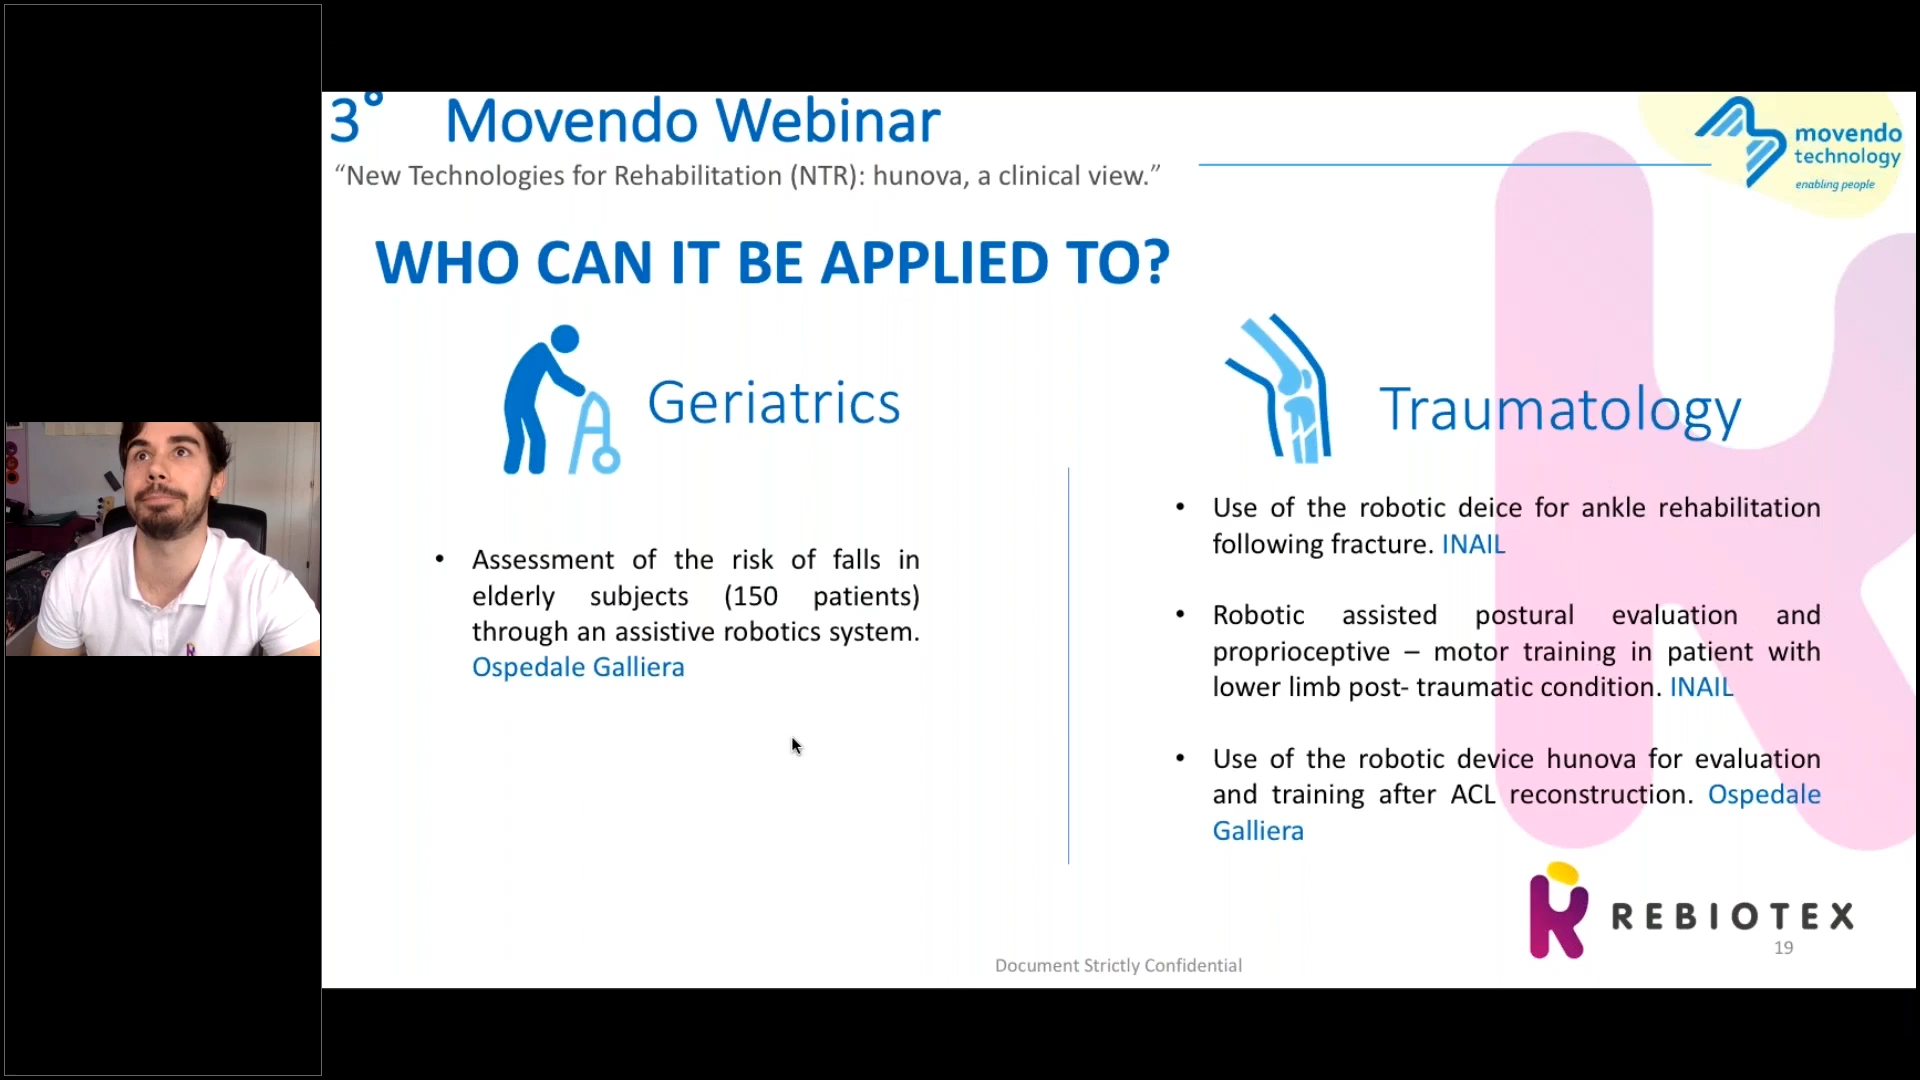 3° Movendo Webinar
“New Technologies for Rehabilitation (NTR): hunova, a clinical view.”
movendo
technology
enabling people
WHO CAN IT BE APPLIED TO?
Geriatrics
• Assessment of the risk of falls in
elderly subjects (150 patients)
through an assistive robotics system.
Ospedale Galliera
Traumatology
• Use of the robotic deice for ankle rehabilitation
following fracture. INAIL
• Robotic assisted postural evaluation and
proprioceptive – motor training in patient with
lower limb post- traumatic condition. INAIL
• Use of the robotic device hunova for evaluation
and training after ACL reconstruction. Ospedale
Galliera
REBIOTEX
19
Document Strictly Confidential